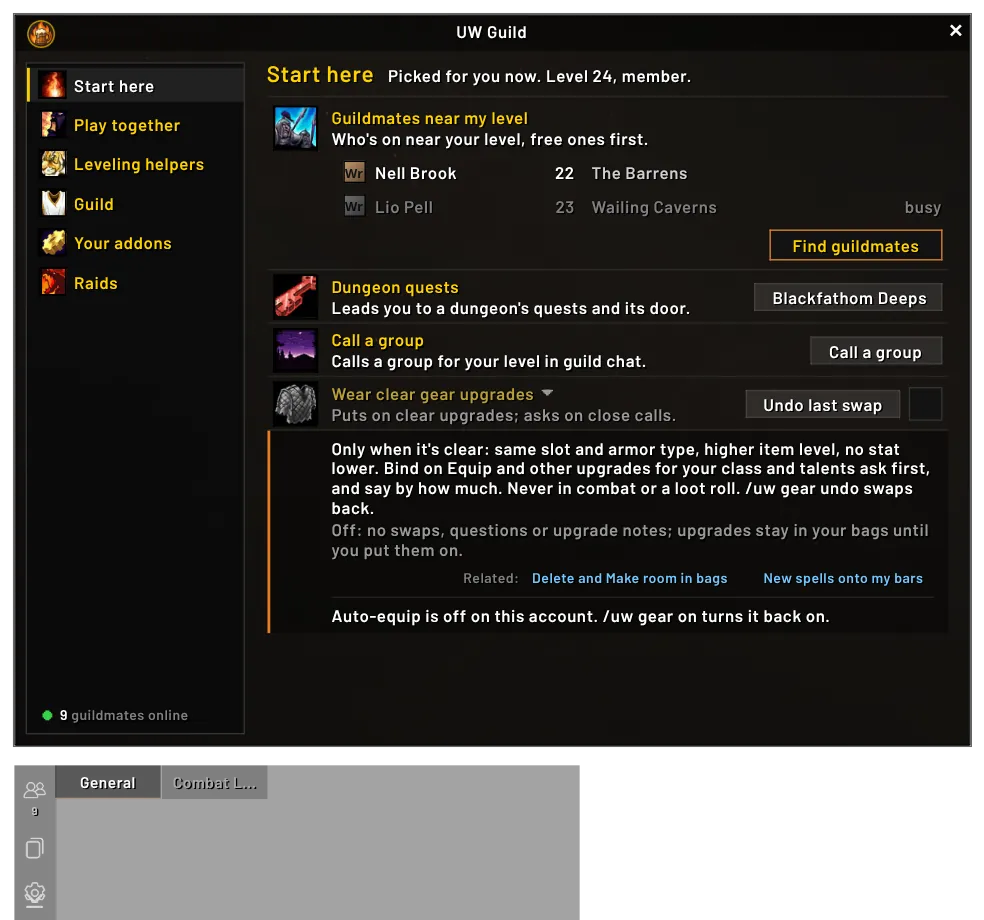 UW Guild
Start here
Play together
Leveling helpers
Guild
Your addons
Raids
9 guildmates online
Start here Picked for you now. Level 24, member.
Guildmates near my level
Who's on near your level, free ones first.
Wr Nell Brook 22 The Barrens
Wr Lio Pell 23 Wailing Caverns busy
Find guildmates
Dungeon quests
Leads you to a dungeon's quests and its door.
Blackfathom Deeps
Call a group
Calls a group for your level in guild chat.
Call a group
Wear clear gear upgrades
Puts on clear upgrades; asks on close calls.
Undo last swap
Only when it's clear: same slot and armor type, higher item level, no stat
lower. Bind on Equip and other upgrades for your class and talents ask first,
and say by how much. Never in combat or a loot roll. /uw gear undo swaps
back.
Off: no swaps, questions or upgrade notes; upgrades stay in your bags until
you put them on.
Related: Delete and Make room in bags New spells onto my bars
Auto-equip is off on this account. /uw gear on turns it back on.
General Combat L...
9